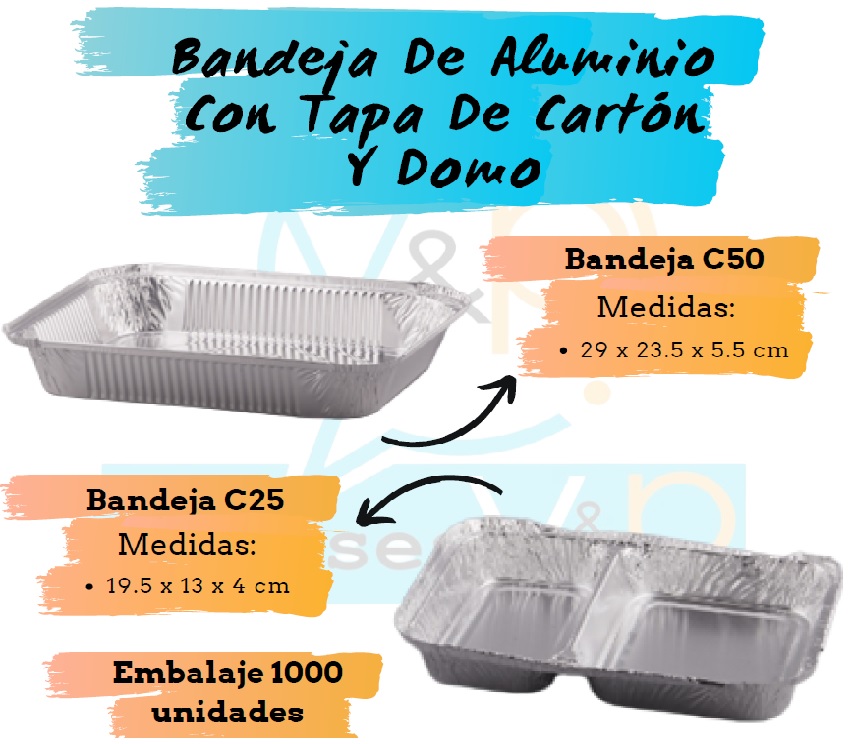 Bandeja De Aluminio
Con Tapa De Cartón
Y Domo
Bandeja C50
Medidas:
• 29 x 23.5 x 5.5 cm
Bandeja C25
Medidas:
• 19.5 x 13 x 4 cm
Embalaje 1000
unidades